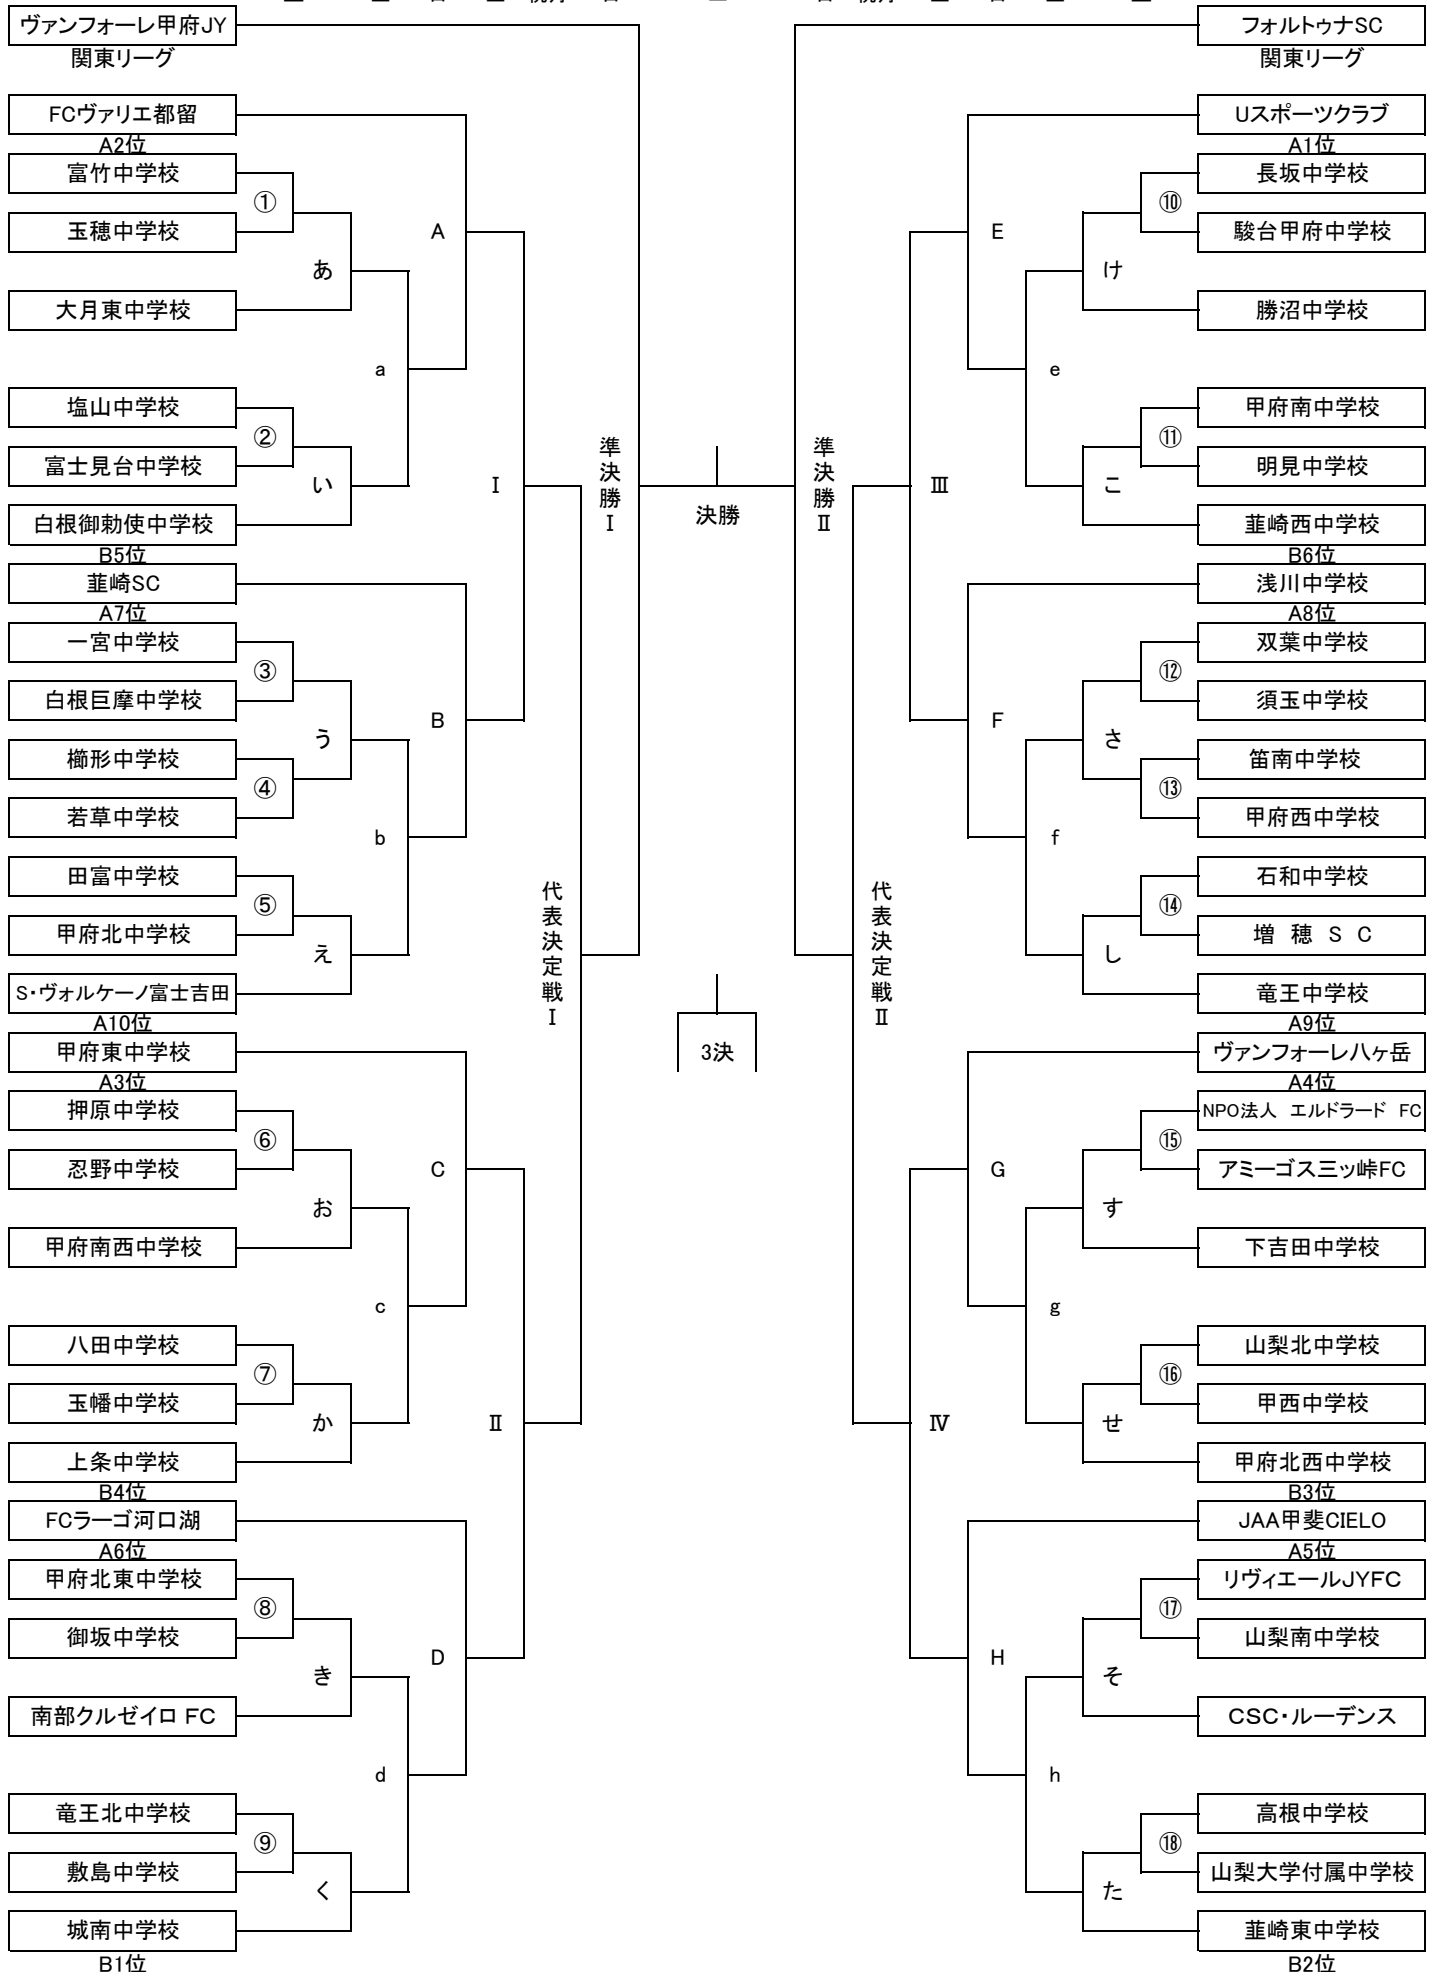 ヴァンフォーレ甲府JY
関東リーグ
FCヴァリエ都留
A2位
富竹中学校
①
玉穂中学校
A
あ
大月東中学校
a
塩山中学校
②
富士見台中学校
い
I
白根御勅使中学校
B5位
韮崎SC
A7位
一宮中学校
③
白根巨摩中学校
B
う
櫛形中学校
④
若草中学校
b
田富中学校
⑤
甲府北中学校
え
S・ヴォルケーノ富士吉田
A10位
甲府東中学校
A3位
押原中学校
⑥
忍野中学校
C
お
甲府南西中学校
c
八田中学校
⑦
玉幡中学校
か
Ⅱ
上条中学校
B4位
FCラーゴ河口湖
A6位
甲府北東中学校
⑧
御坂中学校
D
き
南部クルゼイロ FC
d
竜王北中学校
⑨
敷島中学校
く
城南中学校
B1位
準決勝Ⅰ
代表決定戦Ⅰ
決勝
3決
準決勝Ⅱ
代表決定戦Ⅱ
フォルトゥナSC
関東リーグ
Uスポーツクラブ
A1位
長坂中学校
⑩
駿台甲府中学校
E
け
勝沼中学校
e
甲府南中学校
⑪
明見中学校
こ
Ⅲ
韮崎西中学校
B6位
浅川中学校
A8位
双葉中学校
⑫
須玉中学校
F
さ
笛南中学校
⑬
甲府西中学校
f
石和中学校
⑭
増 穂 S C
し
竜王中学校
A9位
ヴァンフォーレ八ヶ岳
A4位
NPO法人 エルドラード FC
⑮
アミーゴス三ッ峠FC
G
す
下吉田中学校
g
山梨北中学校
⑯
甲西中学校
せ
Ⅳ
甲府北西中学校
B3位
JAA甲斐CIELO
A5位
リヴィエールJYFC
⑰
山梨南中学校
H
そ
CSC・ルーデンス
h
高根中学校
⑱
山梨大学付属中学校
た
韮崎東中学校
B2位